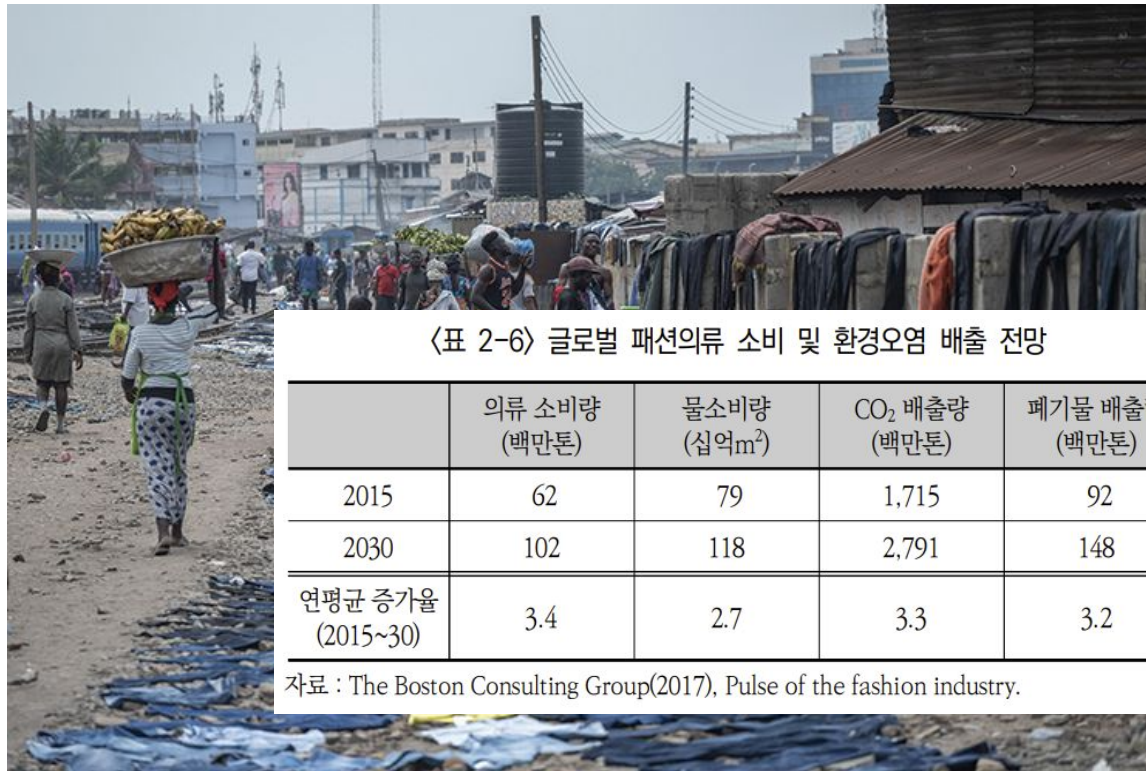 〈표 2-6〉 글로벌 패션의류 소비 및 환경오염 배출 전망
의류 소비량 물소비량 CO₂ 배출량 폐기물
(백만톤) (십억m²) (백만톤) (백만톤)
2015 62 79 1,715 92
2030 102 118 2,791 148
연평균 증가율
(2015~30) 3.4 2.7 3.3 3.2
자료 : The Boston Consulting Group(2017), Pulse of the fashion industry.